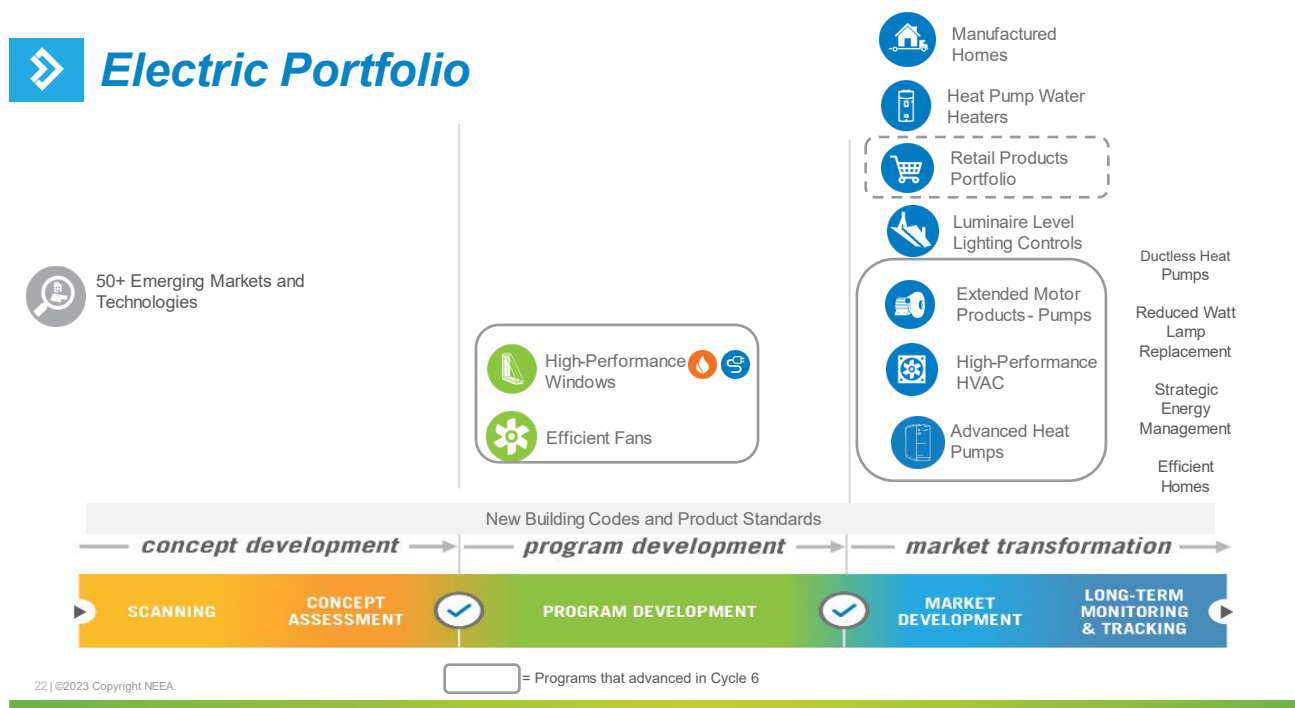 Electric Portfolio
50+ Emerging Markets and
Technologies
High-Performance
Windows
Efficient Fans
Manufactured
Homes
Heat Pump Water
Heaters
Retail Products
Portfolio
Luminaire Level
Lighting Controls
Extended Motor
Products - Pumps
High-Performance
HVAC
Advanced Heat
Pumps
Ductless Heat
Pumps
Reduced Watt
Lamp
Replacement
Strategic
Energy
Management
Efficient
Homes
New Building Codes and Product Standards
concept development
program development
market transformation
SCANNING
CONCEPT
ASSESSMENT
PROGRAM DEVELOPMENT
MARKET
DEVELOPMENT
LONG-TERM
MONITORING
& TRACKING
= Programs that advanced in Cycle 6
22 | ©2023 Copyright NEEA.